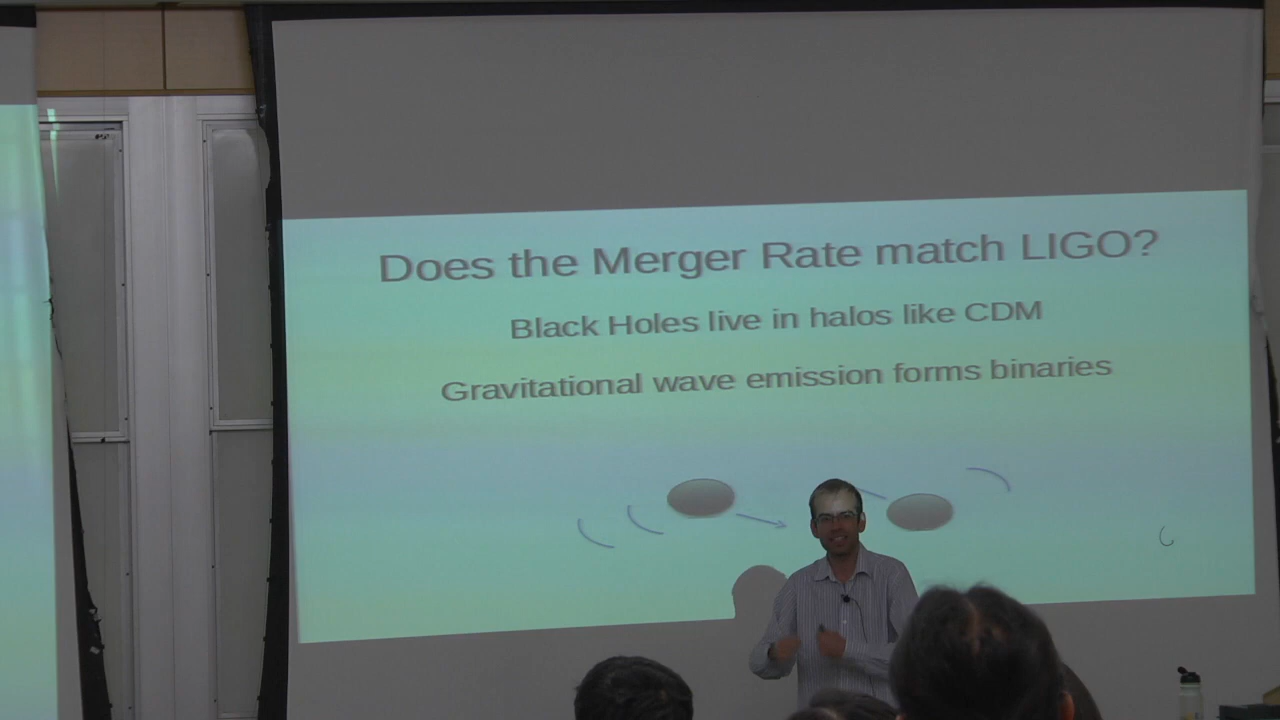 Does the Merger Rate match LIGO?
Black Holes live in halos like CDM
Gravitational wave emission forms binaries